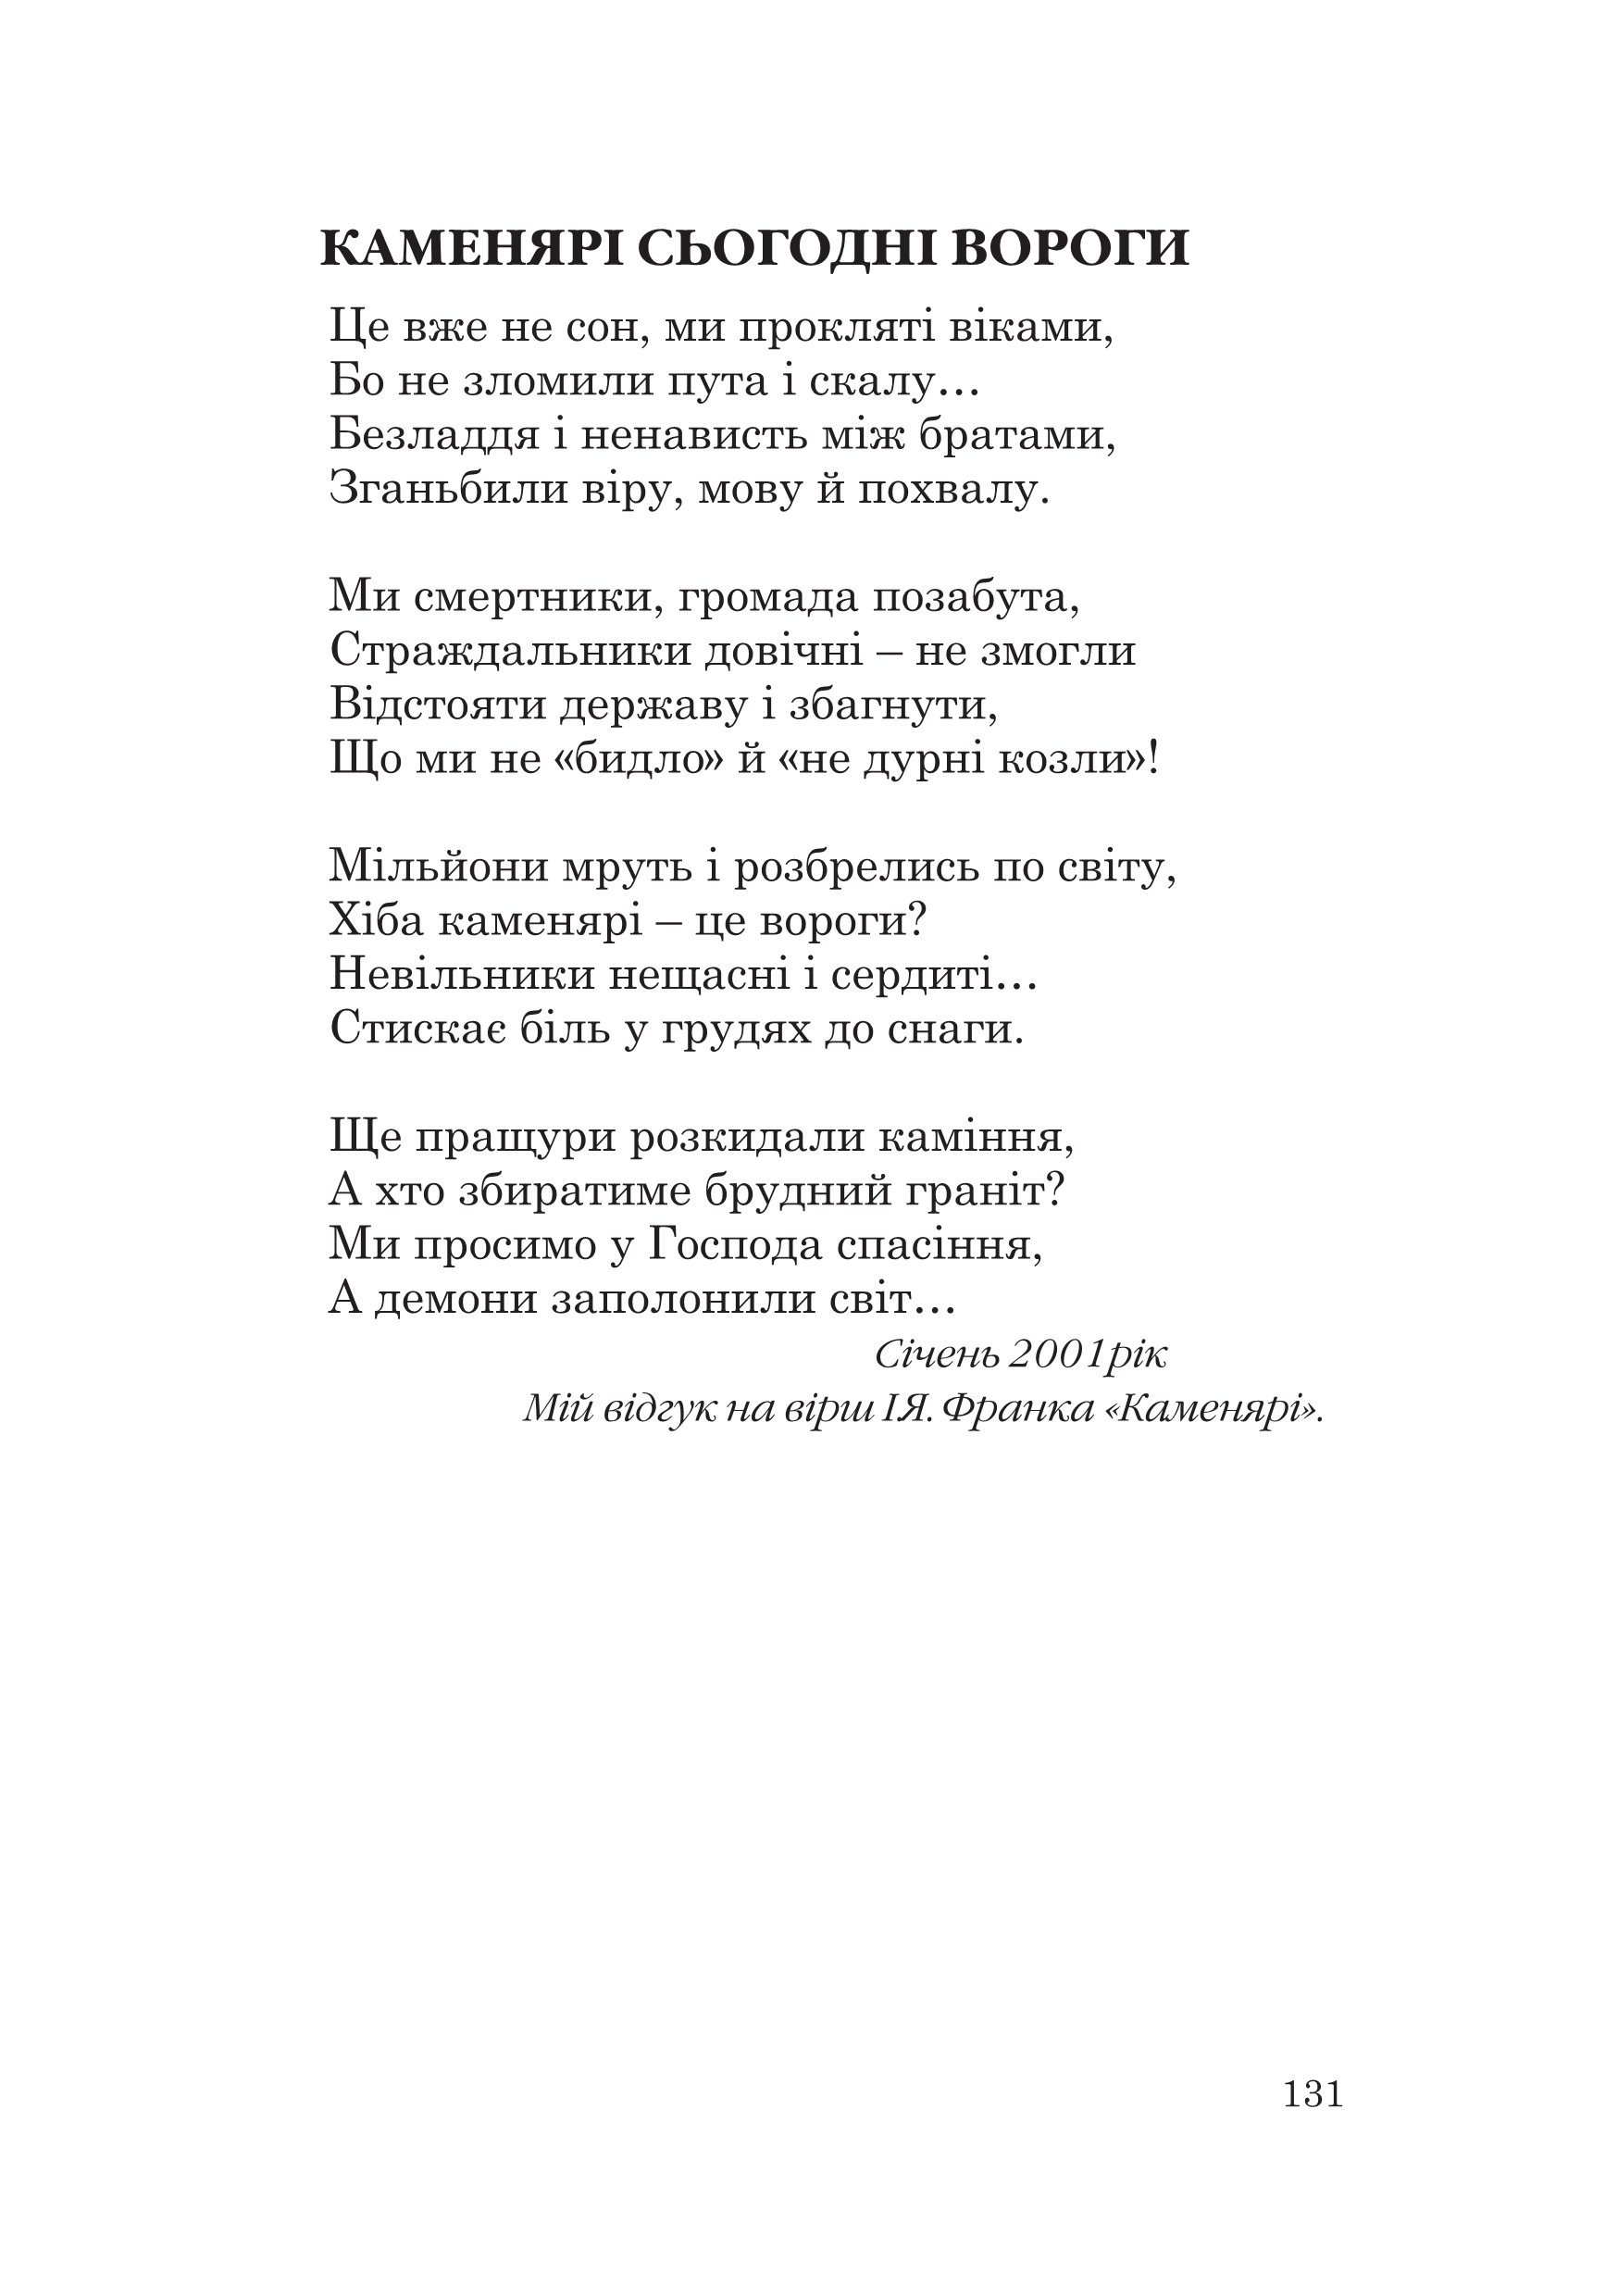 КАМЕНЯРІ СЬОГОДНІ ВОРОГИ
Це вже не сон, ми прокляті віками,
Бо не зломили пута і скалу…
Безладдя і ненависть між братами,
Зганьбили віру, мову й похвалу.
Ми смертники, громада позабута,
Страждальники довічні – не змогли
Відстояти державу і збагнути,
Що ми не «бидло» й «не дурні козли»!
Мільйони мруть і розбрелись по світу,
Хіба каменярі – це вороги?
Невільники нещасні і сердиті…
Стискає біль у грудях до снаги.
Ще пращури розкидали каміння,
А хто збиратиме брудний граніт?
Ми просимо у Господа спасіння,
А демони заполонили світ…
Січень 2001рік
Мій відгук на вірш І.Я. Франка «Каменярі».
131